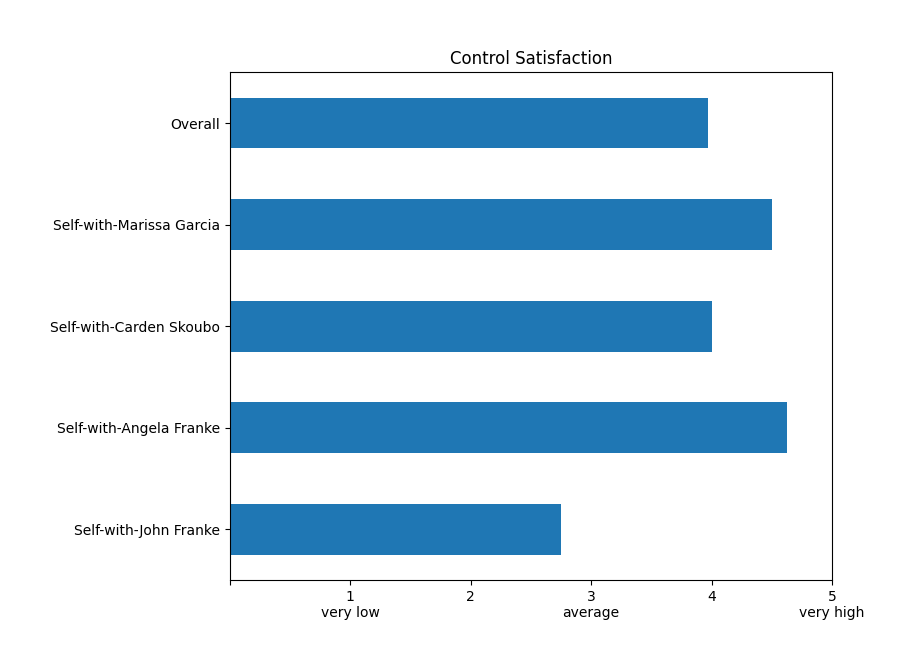 Control Satisfaction
Overall
Self-with-Marissa Garcia
Self-with-Carden Skoubo
Self-with-Angela Franke
Self-with-John Franke
1 2 3 4 5
very low average very high